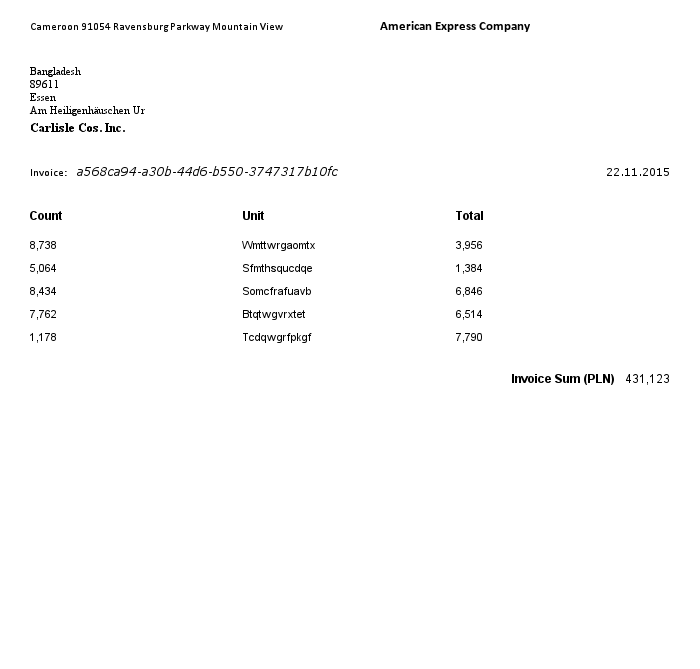 Cameroon 91054 Ravensburg Parkway Mountain View American Express Company
Bangladesh
89611
Essen
Am Heiligenhäuschen Ur
Carlisle Cos. Inc.
Invoice: a568ca94-a30b-44d6-b550-3747317b10fc 22.11.2015
Count Unit Total
8,738 Wmttwrgaomtx 3,956
5,064 Sfmthsqucdqe 1,384
8,434 Somcfrafuavb 6,846
7,762 Btqtwgvrxtet 6,514
1,178 Tcdqwgrfpkgf 7,790
Invoice Sum (PLN) 431,123